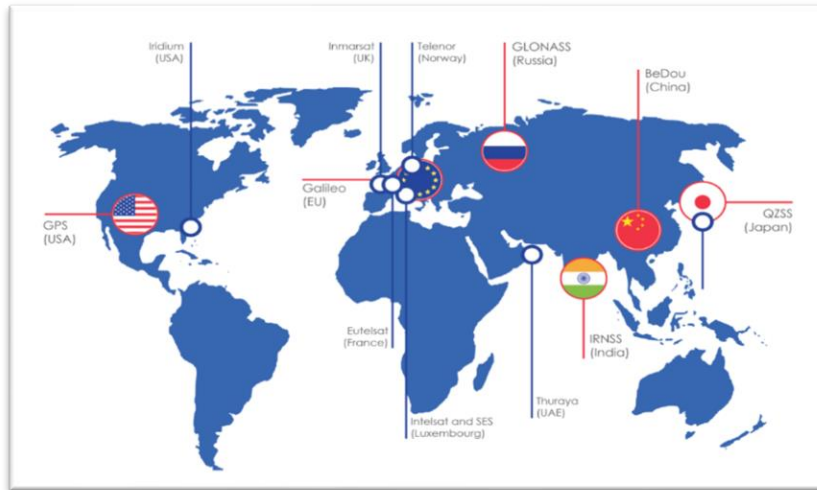 Iridium
(USA)
Inmarsat
(UK)
Telenor
(Norway)
GLONASS
(Russia)
BeDou
(China)
Galileo
(EU)
GPS
(USA)
QZSS
(Japan)
Eutelsat
(France)
IRNSS
(India)
Thuraya
(UAE)
Intelsat and SES
(Luxembourg)